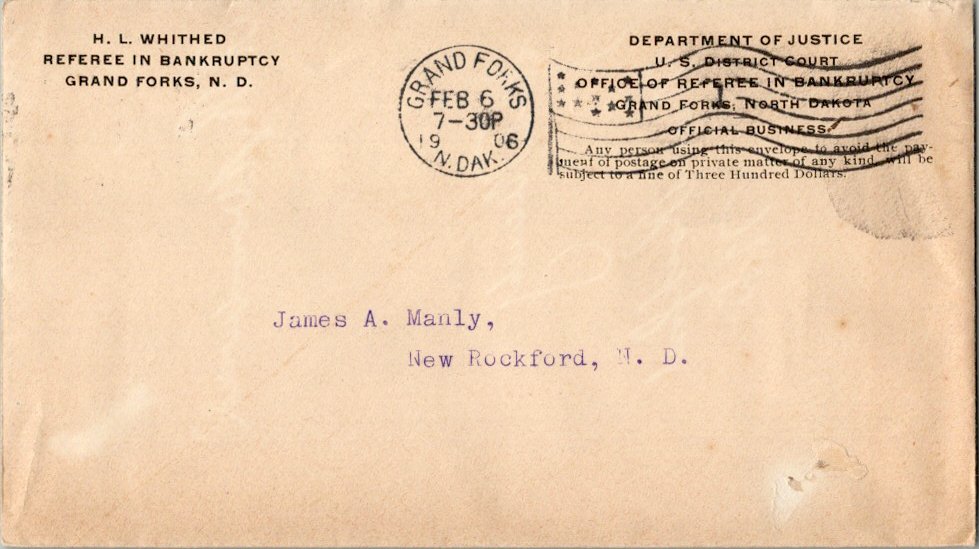 H. L. WHITHED
REFEREE IN BANKRUPTCY
GRAND FORKS, N. D.
GRAND FORKS
FEB 6
7-30P
19 06
N. DAK.
DEPARTMENT OF JUSTICE
U. S. DISTRICT COURT
OFFICE OF REFEREE IN BANKRUPTCY
GRAND FORKS, NORTH DAKOTA
OFFICIAL BUSINESS
Any person using this envelope to avoid the pay-
ment of postage on private matter of any kind, will be
subject to a fine of Three Hundred Dollars.
James A. Manly,
New Rockford, N. D.